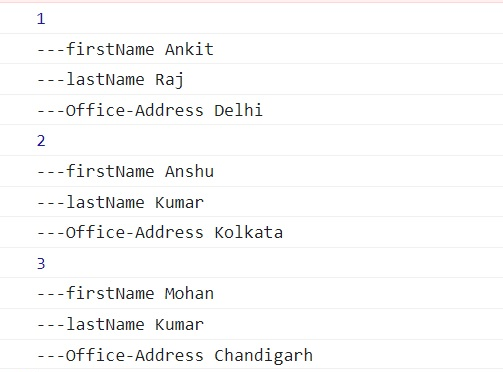 1
---firstName Ankit
---lastName Raj
---Office-Address Delhi
2
---firstName Anshu
---lastName Kumar
---Office-Address Kolkata
3
---firstName Mohan
---lastName Kumar
---Office-Address Chandigarh